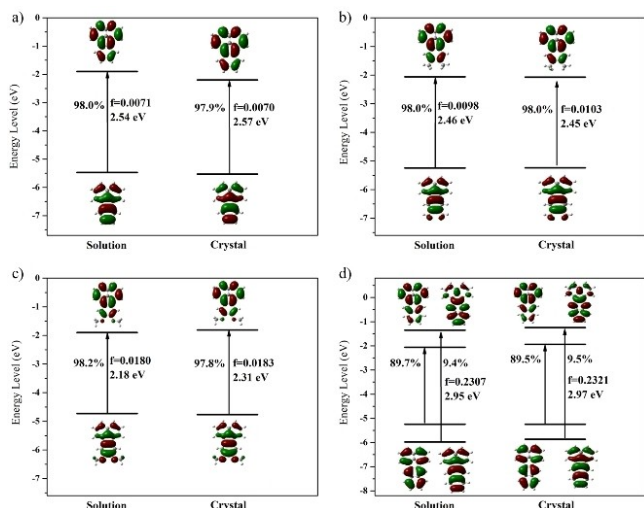 a)
Energy Level (eV)
0
-1
-2
-3
-4
-5
-6
-7
98.0%
f=0.0071
2.54 eV
97.9%
f=0.0070
2.57 eV
Solution
Crystal
b)
Energy Level (eV)
0
-1
-2
-3
-4
-5
-6
-7
98.0%
f=0.0098
2.46 eV
98.0%
f=0.0103
2.45 eV
Solution
Crystal
c)
Energy Level (eV)
0
-1
-2
-3
-4
-5
-6
-7
98.2%
f=0.0180
2.18 eV
97.8%
f=0.0183
2.31 eV
Solution
Crystal
d)
Energy Level (eV)
0
-1
-2
-3
-4
-5
-6
-7
-8
89.7%
9.4%
f=0.2307
2.95 eV
89.5%
9.5%
f=0.2321
2.97 eV
Solution
Crystal